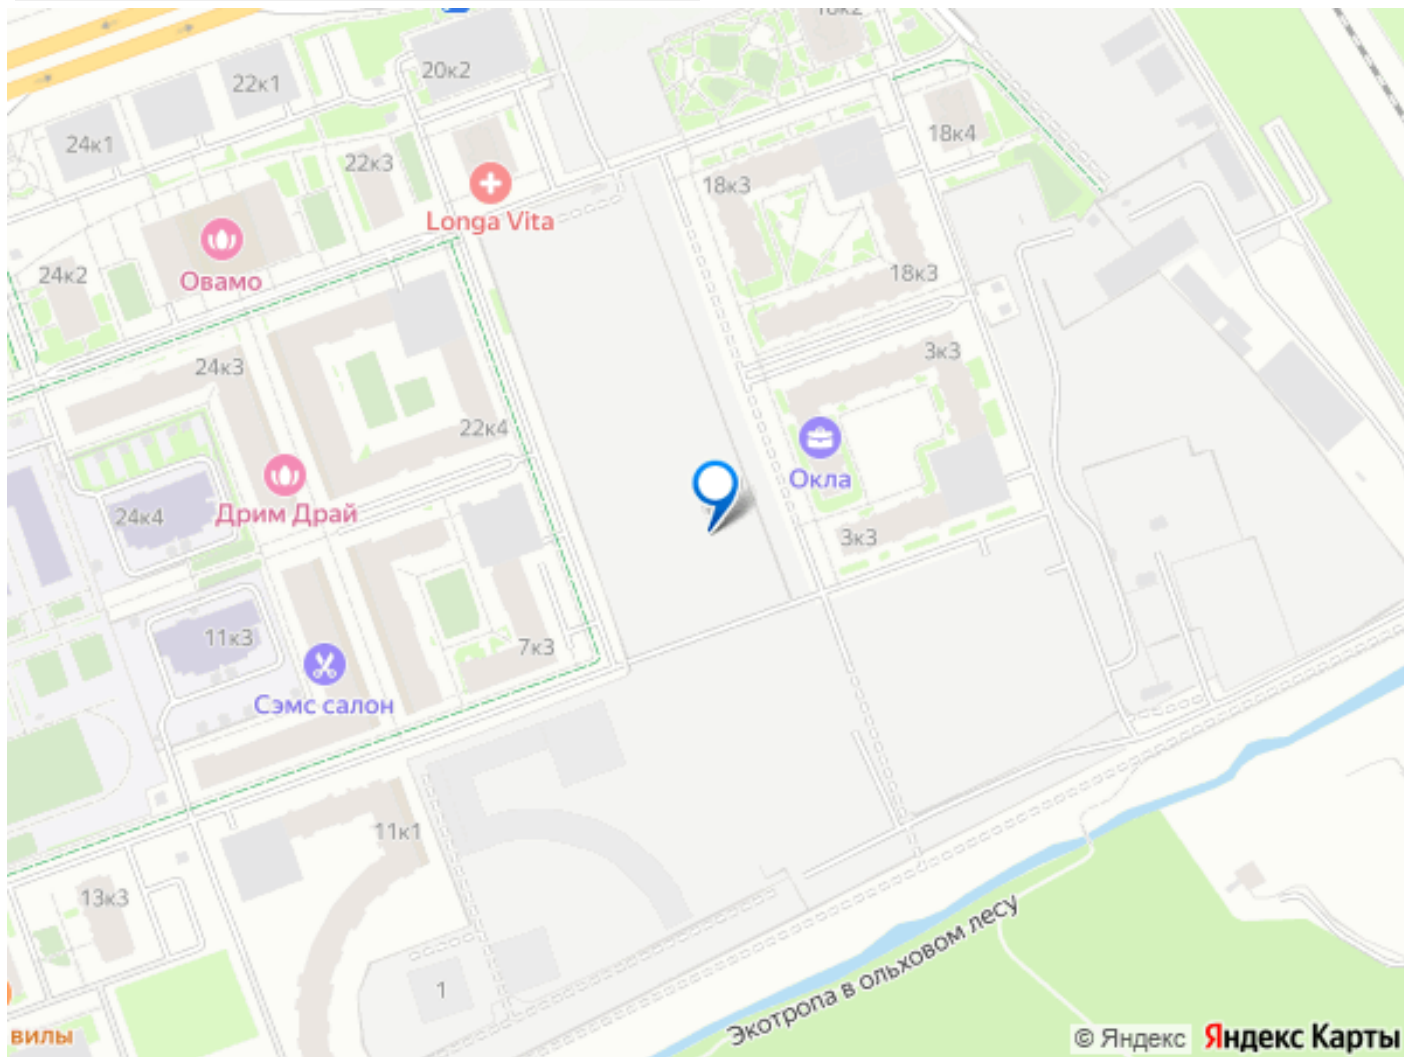 18к2
20к2
22к1
24к1
18к4
22к3
18к3
Longa Vita
24к2
Овамо
18к3
3к3
24к3
22к4
Окла
24к4
Дрим Драй
3к3
11к3
7к3
Сэмс салон
11к1
13к3
Экотропа в ольховом лесу
1
вилы
© Яндекс Яндекс Карты